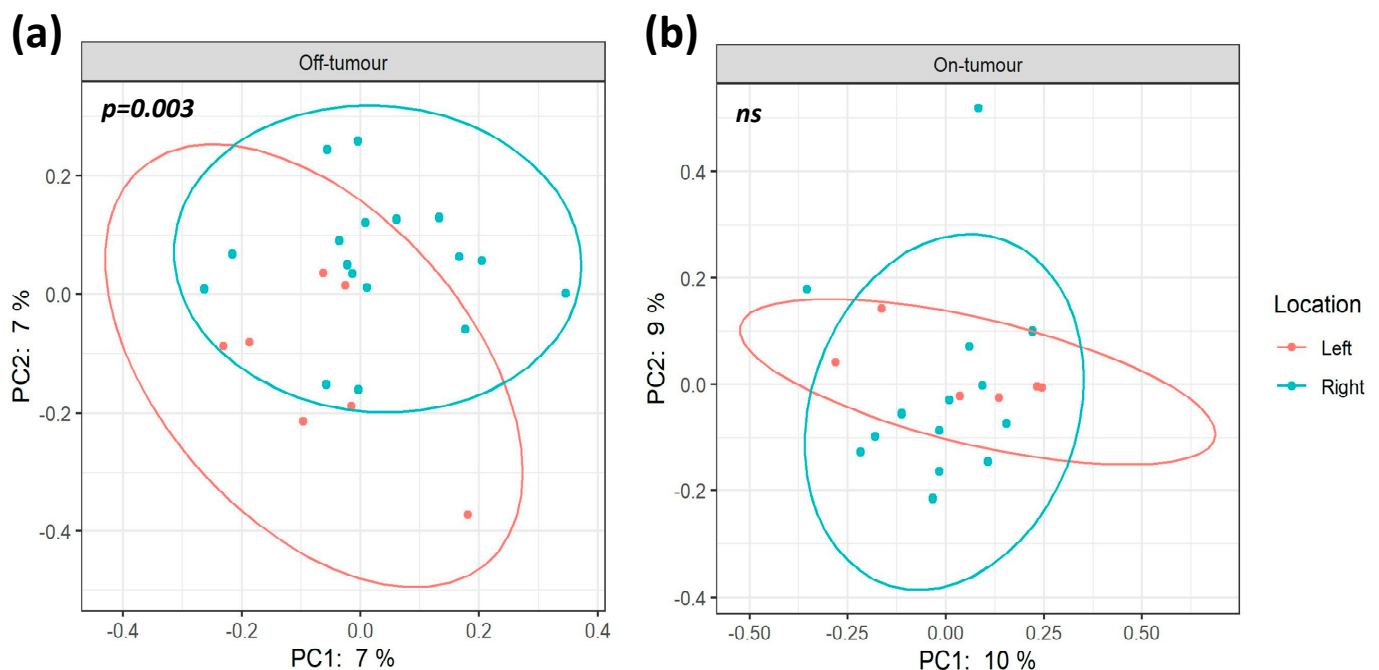 (a)
Off-tumour
p=0.003
0.2
0.0
-0.2
-0.4
PC2: 7 %
-0.4
-0.2
0.0
0.2
0.4
PC1: 7 %
(b)
On-tumour
ns
0.4
0.2
0.0
-0.2
-0.4
PC2: 9 %
-0.50
-0.25
0.00
0.25
0.50
PC1: 10 %
Location
Left
Right